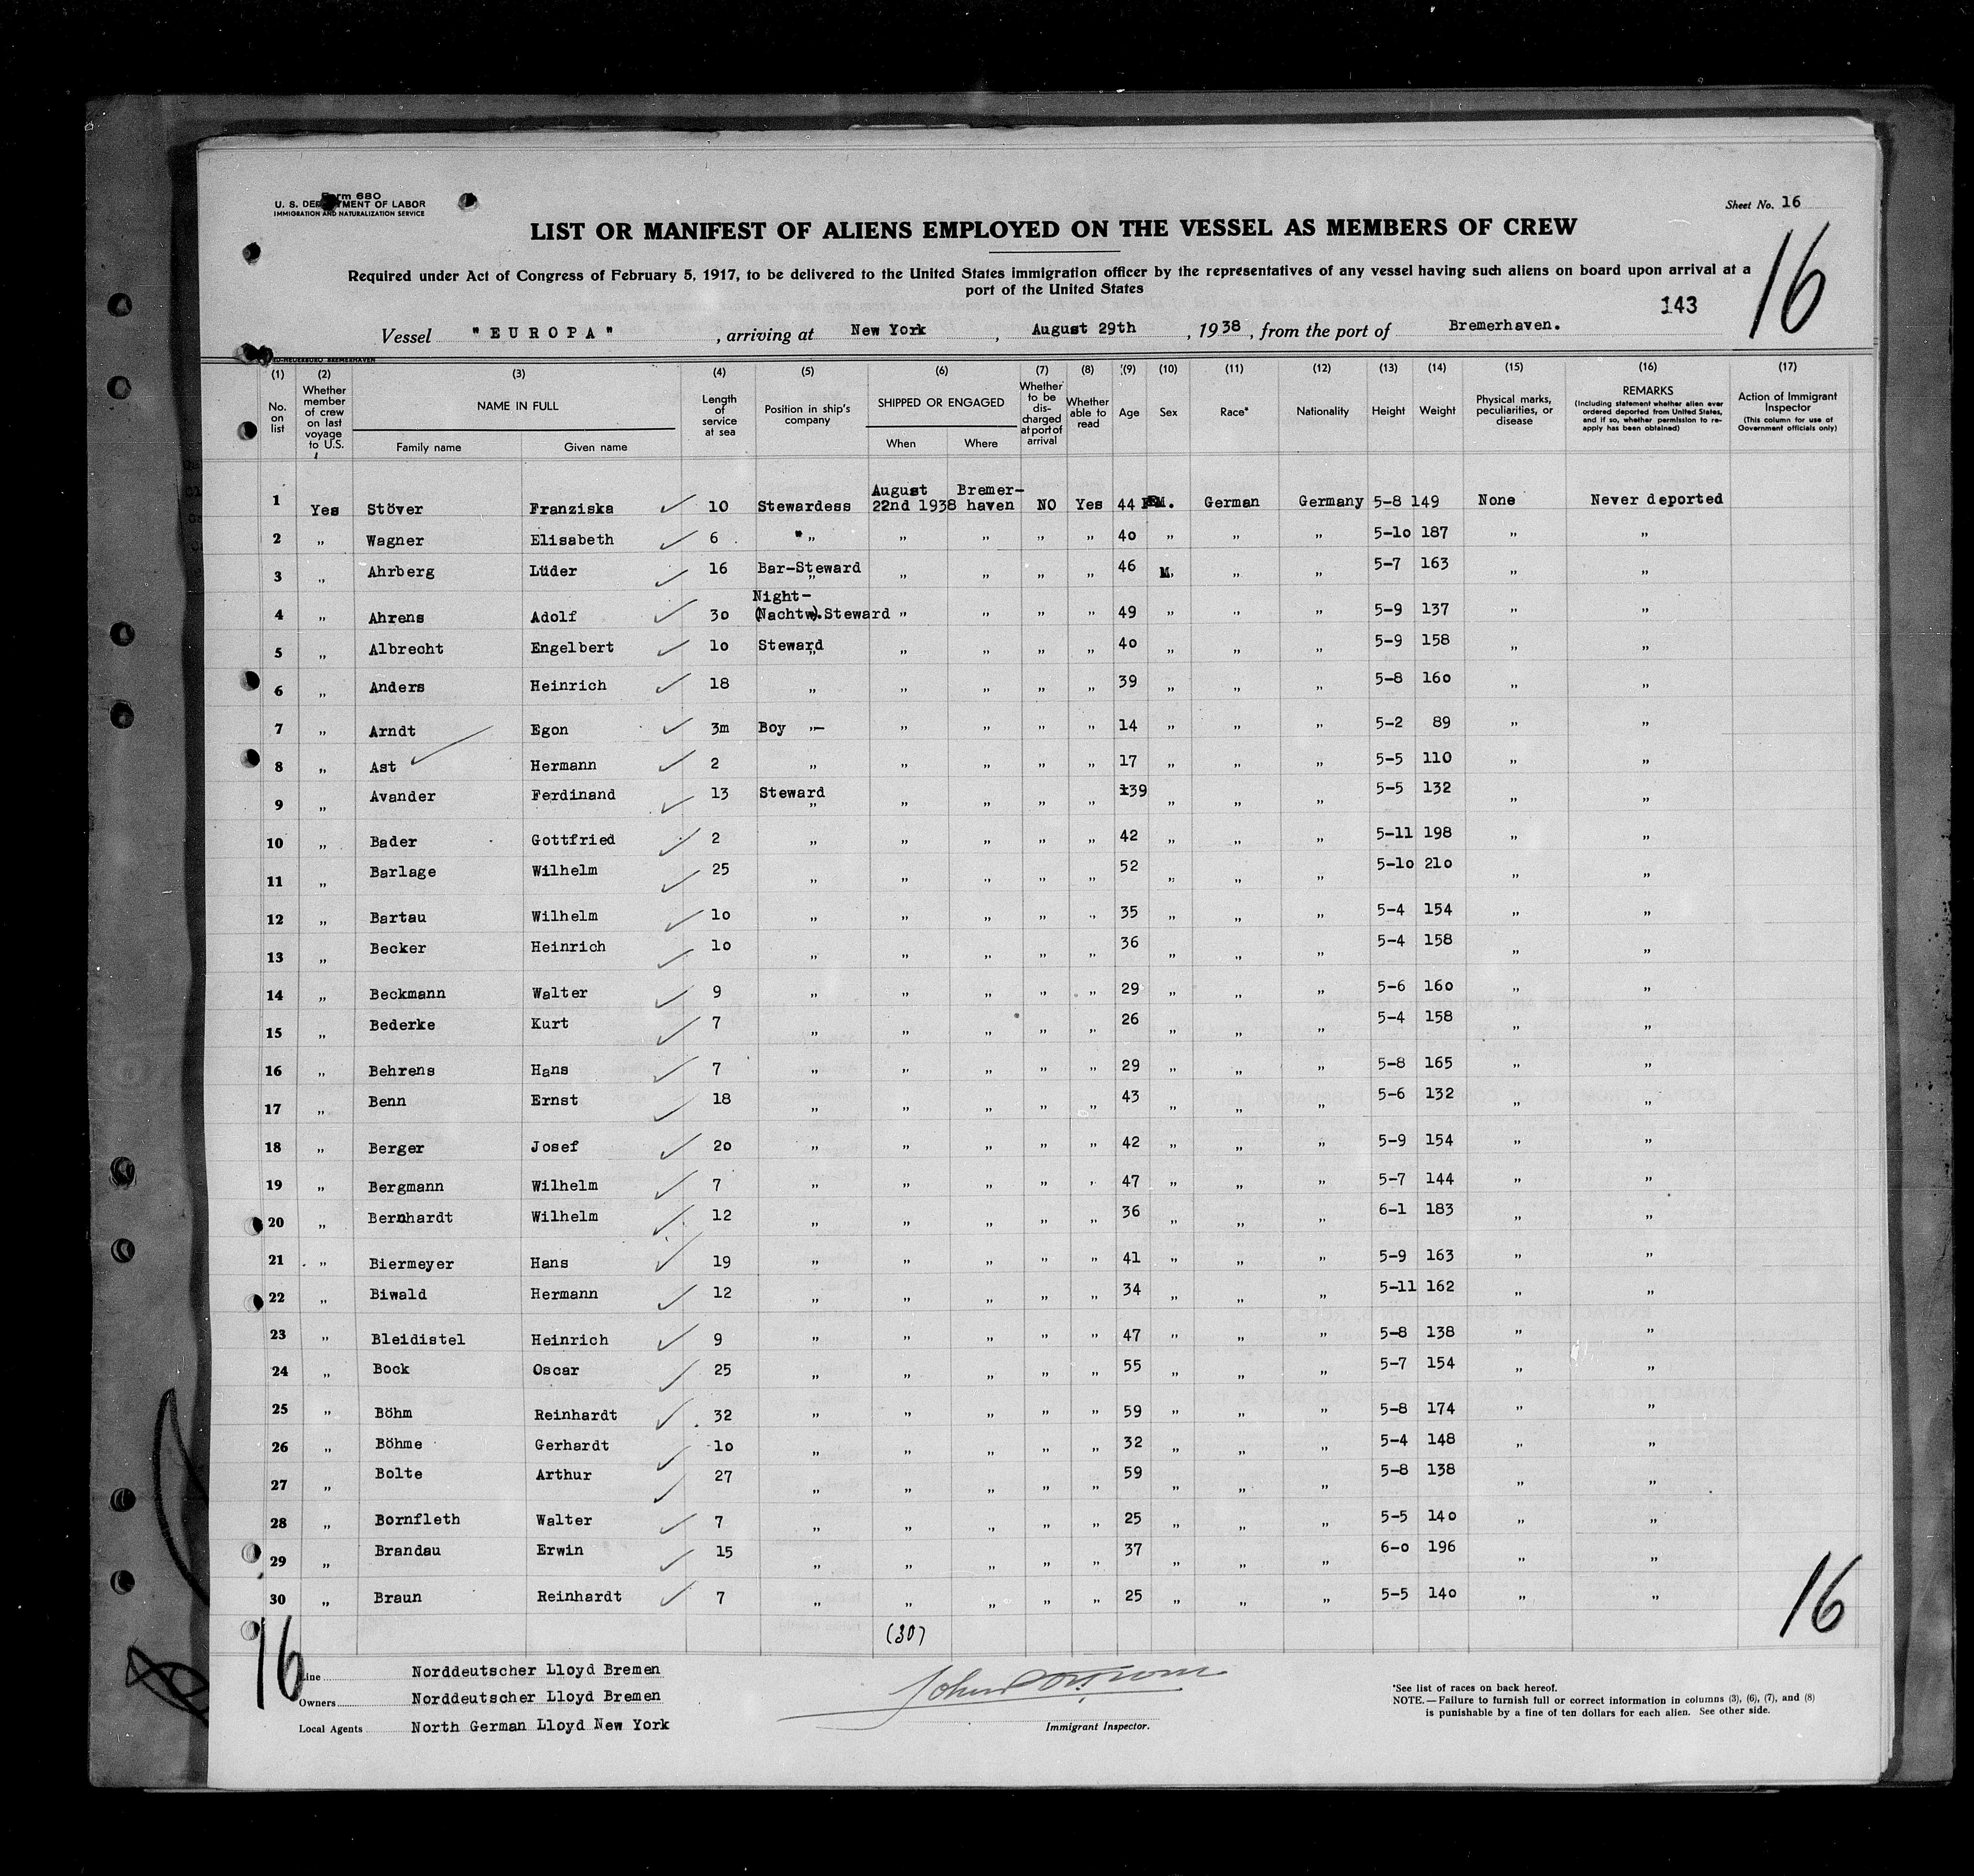 Form 680
U. S. DEPARTMENT OF LABOR
IMMIGRATION AND NATURALIZATION SERVICE
Sheet No. 16
LIST OR MANIFEST OF ALIENS EMPLOYED ON THE VESSEL AS MEMBERS OF CREW
16
Required under Act of Congress of February 5, 1917, to be delivered to the United States immigration officer by the representatives of any vessel having such aliens on board upon arrival at a
port of the United States
143
Vessel "EUROPA", arriving at New York, August 29th, 1938, from the port of Bremerhaven.
(1) (2) (3) (4) (5) (6) (7) (8) (9) (10) (11) (12) (13) (14) (15) (16) (17)
No. on list
Whether member of crew on last voyage to U.S.
NAME IN FULL
Family name Given name
Length of service at sea
Position in ship's company
SHIPPED OR ENGAGED
When Where
Whether to be discharged at port of arrival
Whether able to read
Age
Sex
Race*
Nationality
Height
Weight
Physical marks, peculiarities, or disease
REMARKS
(Including statement whether alien ever ordered deported from United States, and if so, whether permission to re-apply has been obtained)
Action of Immigrant Inspector
(This column for use of Government officials only)
1 Yes Stöver Franziska 10 Stewardess August 22nd 1938 Bremer-haven NO Yes 44 German Germany 5-8 149 None Never deported
2 " Wagner Elisabeth 6 " " " " " 40 " " " 5-10 187 " "
3 " Ahrberg Lüder 16 Bar-Steward " " " " 46 M. " " 5-7 163 " "
4 " Ahrens Adolf 30 Night-(Nachtw).Steward " " " " 49 " " " 5-9 137 " "
5 " Albrecht Engelbert 10 Steward " " " " 40 " " " 5-9 158 " "
6 " Anders Heinrich 18 " " " " " 39 " " " 5-8 160 " "
7 " Arndt Egon 3m Boy "- " " " " 14 " " " 5-2 89 " "
8 " Ast Hermann 2 " " " " " 17 " " " 5-5 110 " "
9 " Avander Ferdinand 13 Steward " " " " 39 " " " 5-5 132 " "
10 " Bader Gottfried 2 " " " " " 42 " " " 5-11 198 " "
11 " Barlage Wilhelm 25 " " " " " 52 " " " 5-10 210 " "
12 " Bartau Wilhelm 10 " " " " " 35 " " " 5-4 154 " "
13 " Becker Heinrich 10 " " " " " 36 " " " 5-4 158 " "
14 " Beckmann Walter 9 " " " " " 29 " " " 5-6 160 " "
15 " Bederke Kurt 7 " " " " " 26 " " " 5-4 158 " "
16 " Behrens Hans 7 " " " " " 29 " " " 5-8 165 " "
17 " Benn Ernst 18 " " " " " 43 " " " 5-6 132 " "
18 " Berger Josef 20 " " " " " 42 " " " 5-9 154 " "
19 " Bergmann Wilhelm 7 " " " " " 47 " " " 5-7 144 " "
20 " Bernhardt Wilhelm 12 " " " " " 36 " " " 6-1 183 " "
21 " Biermeyer Hans 19 " " " " " 41 " " " 5-9 163 " "
22 " Biwald Hermann 12 " " " " " 34 " " " 5-11 162 " "
23 " Bleidistel Heinrich 9 " " " " " 47 " " " 5-8 138 " "
24 " Bock Oscar 25 " " " " " 55 " " " 5-7 154 " "
25 " Böhm Reinhardt 32 " " " " " 59 " " " 5-8 174 " "
26 " Böhme Gerhardt 10 " " " " " 32 " " " 5-4 148 " "
27 " Bolte Arthur 27 " " " " " 59 " " " 5-8 138 " "
28 " Bornfleth Walter 7 " " " " " 25 " " " 5-5 140 " "
29 " Brandau Erwin 15 " " " " " 37 " " " 6-0 196 " "
30 " Braun Reinhardt 7 " " " " " 25 " " " 5-5 140 " "
(30)
16
16
Line Norddeutscher Lloyd Bremen
Owners Norddeutscher Lloyd Bremen
Local Agents North German Lloyd New York
Immigrant Inspector.
*See list of races on back hereof.
NOTE.—Failure to furnish full or correct information in columns (3), (6), (7), and (8)
is punishable by a fine of ten dollars for each alien. See other side.